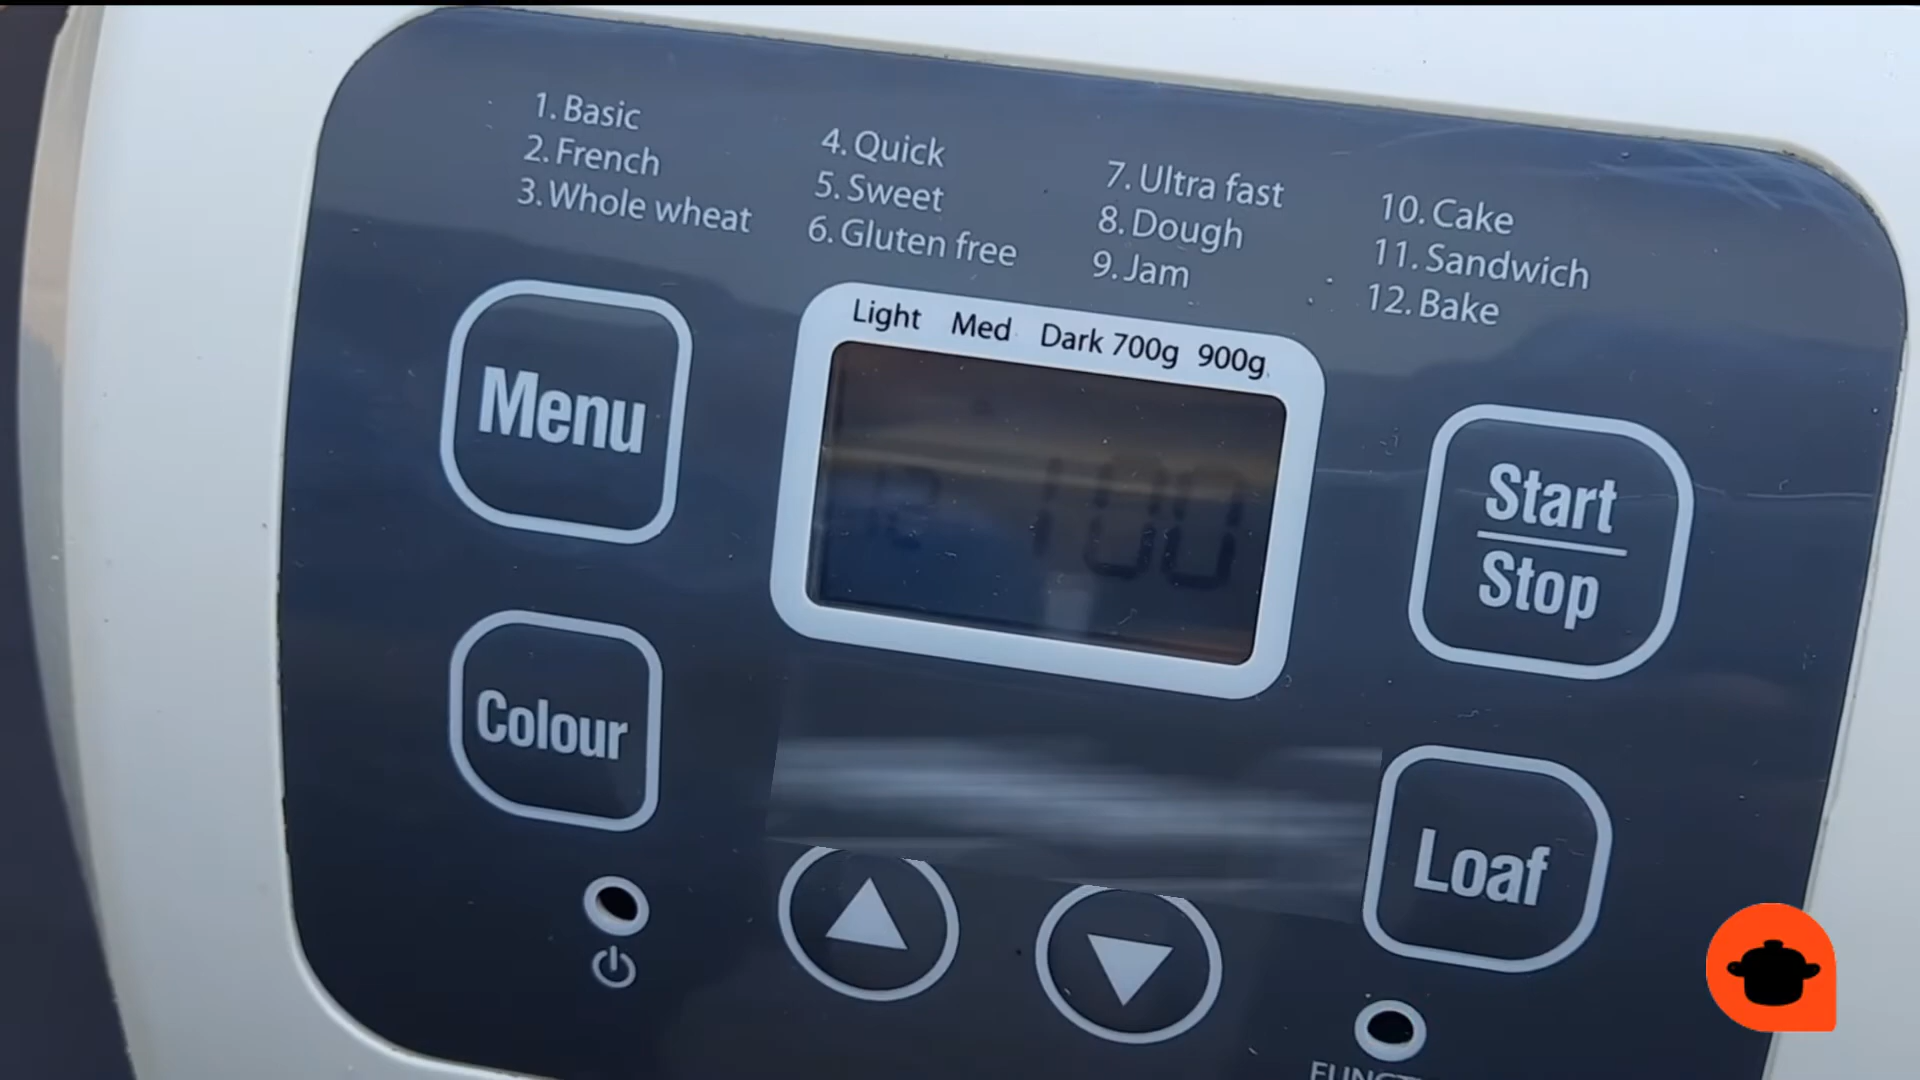 1. Basic
2. French
3. Whole wheat
4. Quick
5. Sweet
6. Gluten free
7. Ultra fast
8. Dough
9. Jam
10. Cake
11. Sandwich
12. Bake
Light Med Dark 700g 900g
Menu
100
Start
Stop
Colour
Loaf